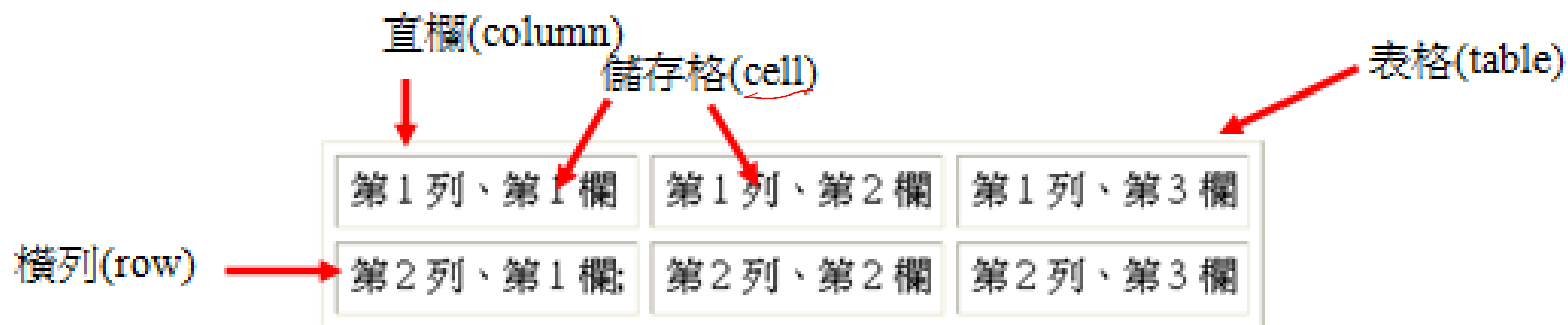 直欄(column)
儲存格(cell)
表格(table)
第1列、第1欄 第1列、第2欄 第1列、第3欄
橫列(row)
第2列、第1欄; 第2列、第2欄 第2列、第3欄